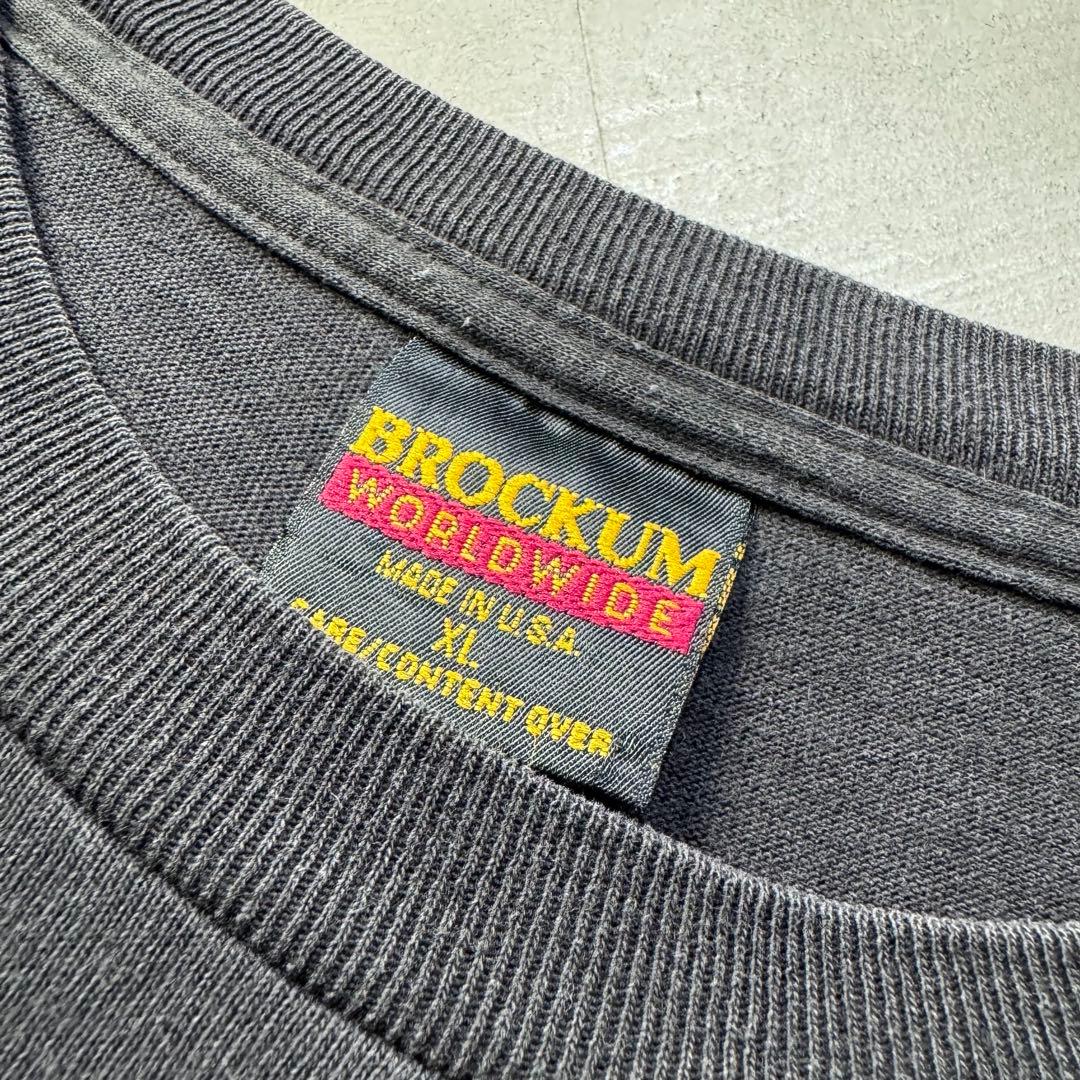 BROCKUM
WORLDWIDE
MADE IN U.S.A.
XL
CARE/CONTENT OVER